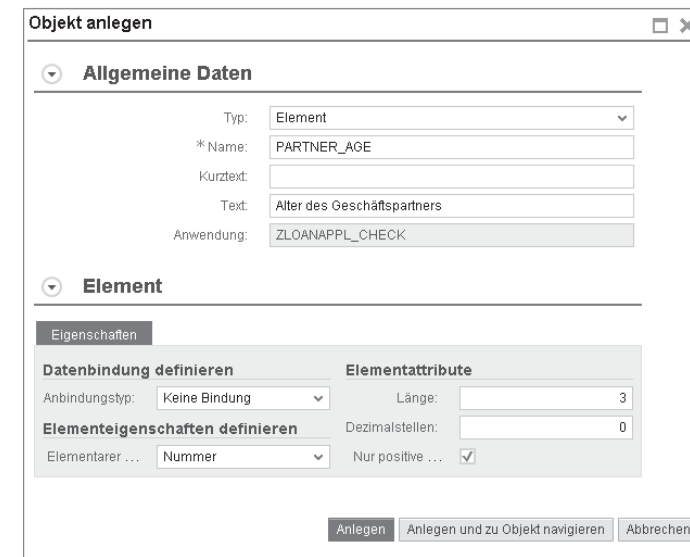 Objekt anlegen
Allgemeine Daten
Typ: Element
* Name: PARTNER_AGE
Kurztext:
Text: Alter des Geschäftspartners
Anwendung: ZLOANAPPL_CHECK
Element
Eigenschaften
Datenbindung definieren Elementattribute
Anbindungstyp: Keine Bindung Länge: 3
Elementeigenschaften definieren Dezimalstellen: 0
Elementarer ... Nummer Nur positive ...
Anlegen Anlegen und zu Objekt navigieren Abbrechen